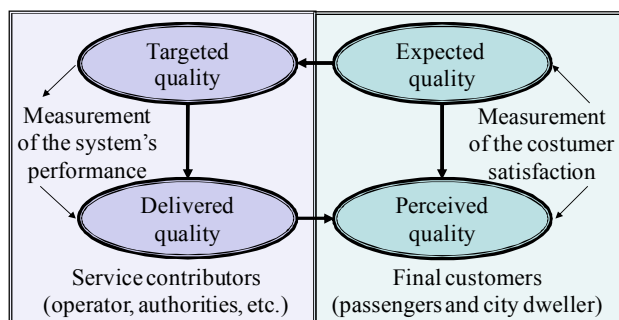 Targeted
quality
Expected
quality
Measurement
of the system's
performance
Measurement
of the costumer
satisfaction
Delivered
quality
Perceived
quality
Service contributors
(operator, authorities, etc.)
Final customers
(passengers and city dweller)